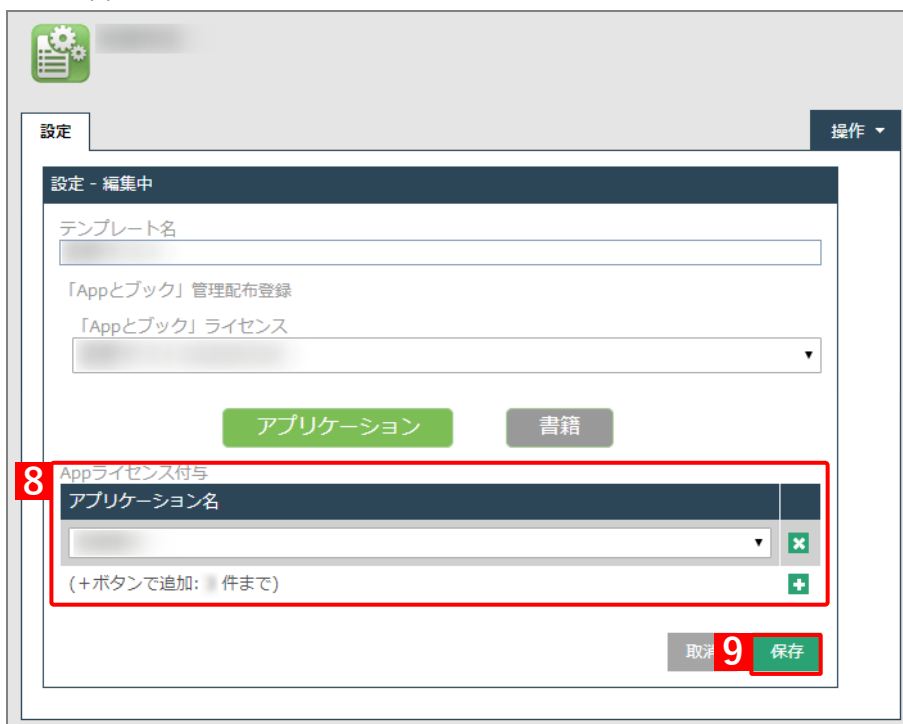 設定
操作 ▼
設定 - 編集中
テンプレート名
「Appとブック」管理配布登録
「Appとブック」ライセンス
アプリケーション
書籍
8
Appライセンス付与
アプリケーション名
(+ボタンで追加: 件まで)
取消
9
保存